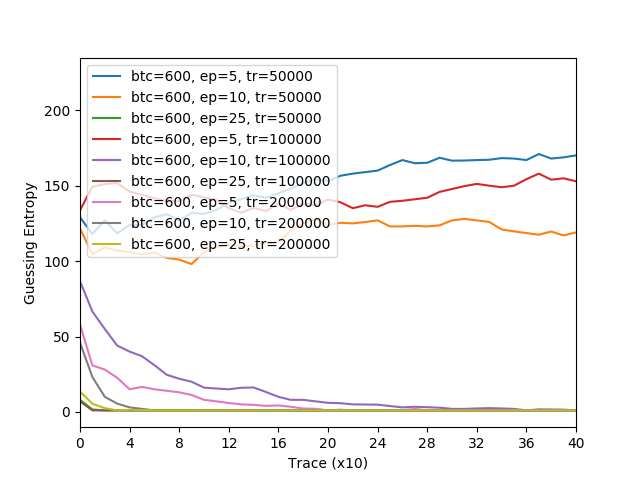 200
150
100
50
0
Guessing Entropy
btc=600, ep=5, tr=50000
btc=600, ep=10, tr=50000
btc=600, ep=25, tr=50000
btc=600, ep=5, tr=100000
btc=600, ep=10, tr=100000
btc=600, ep=25, tr=100000
btc=600, ep=5, tr=200000
btc=600, ep=10, tr=200000
btc=600, ep=25, tr=200000
0 4 8 12 16 20 24 28 32 36 40
Trace (x10)